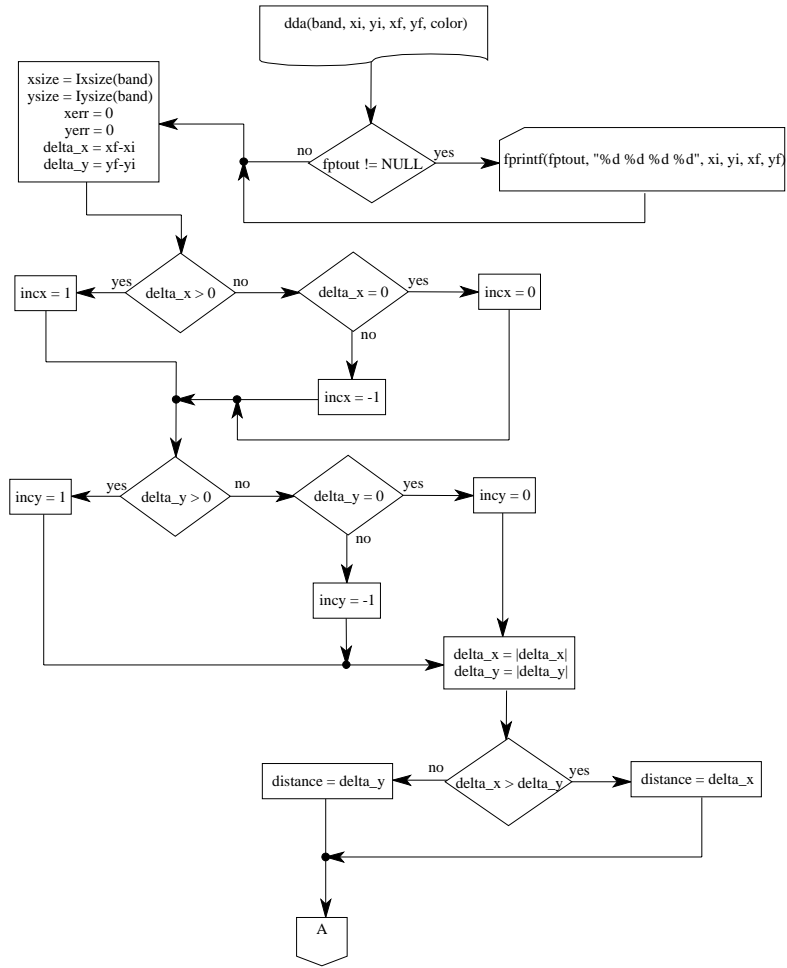 dda(band, xi, yi, xf, yf, color)
xsize = Ixsize(band)
ysize = Iysize(band)
xerr = 0
yerr = 0
delta_x = xf-xi
delta_y = yf-yi
no
fptout != NULL
yes
fprintf(fptout, "%d %d %d %d", xi, yi, xf, yf)
incx = 1
yes
delta_x > 0
no
delta_x = 0
yes
incx = 0
no
incx = -1
incy = 1
yes
delta_y > 0
no
delta_y = 0
yes
incy = 0
no
incy = -1
delta_x = |delta_x|
delta_y = |delta_y|
distance = delta_y
no
delta_x > delta_y
yes
distance = delta_x
A